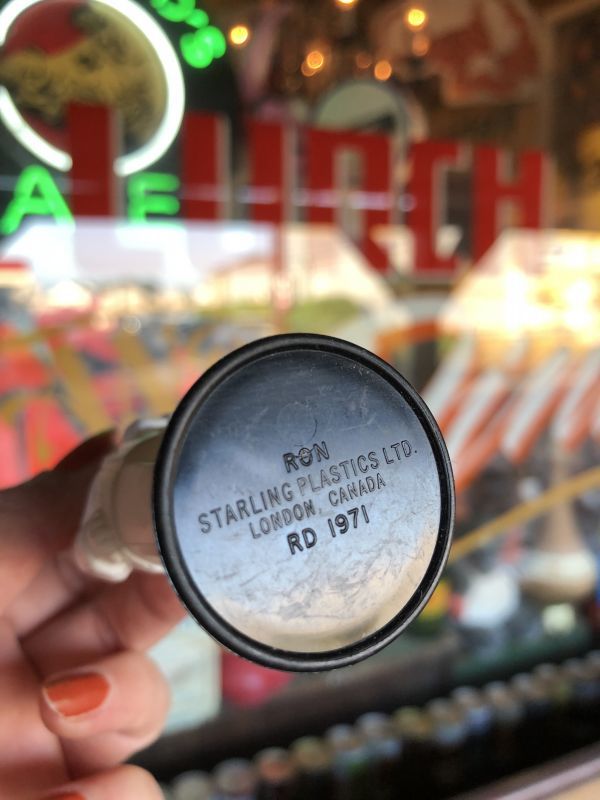 LUNCH
RON
STARLING PLASTICS LTD.
LONDON, CANADA
RD 1971